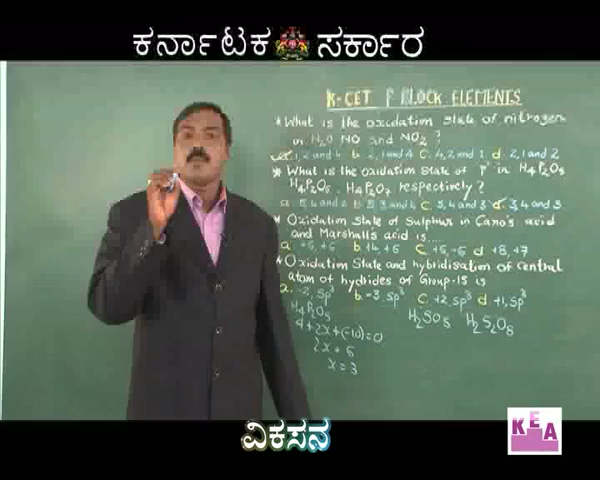 ಕರ್ನಾಟಕ ಸರ್ಕಾರ
K-CET P BLOCK ELEMENTS
* What is the oxidation state of nitrogen
in N₂O NO and NO₂ ?
1, 2 and 4 b 2, 1 and 4 C. 4, 2 and 1 d 2, 1 and 2
* What is the oxidation state of 'P' in H₄P₂O₅
H₄P₂O₆ . H₄P₂O₇ respectively ?
a. 5, 4 and 3 b 5, 3 and 4 C. 5, 4 and 3 d. 3, 4 and 5
* Oxidation State of Sulphur in Caro's acid
and Marshall's acid is....
a. +6, +6 b +4 +6 C. +6, -6 d +8, +7
* Oxidation State and hybridisation of central
atom of hydrides of Group-15 is
a. -2, Sp³ b -3 Sp³ C. +2, Sp³ d +1, Sp³
H₄P₂O₅ H₂SO₅ H₂S₂O₈
4+2x+(-10)=0
2x = 6
x = 3
ವಿಕಸನ
KEA